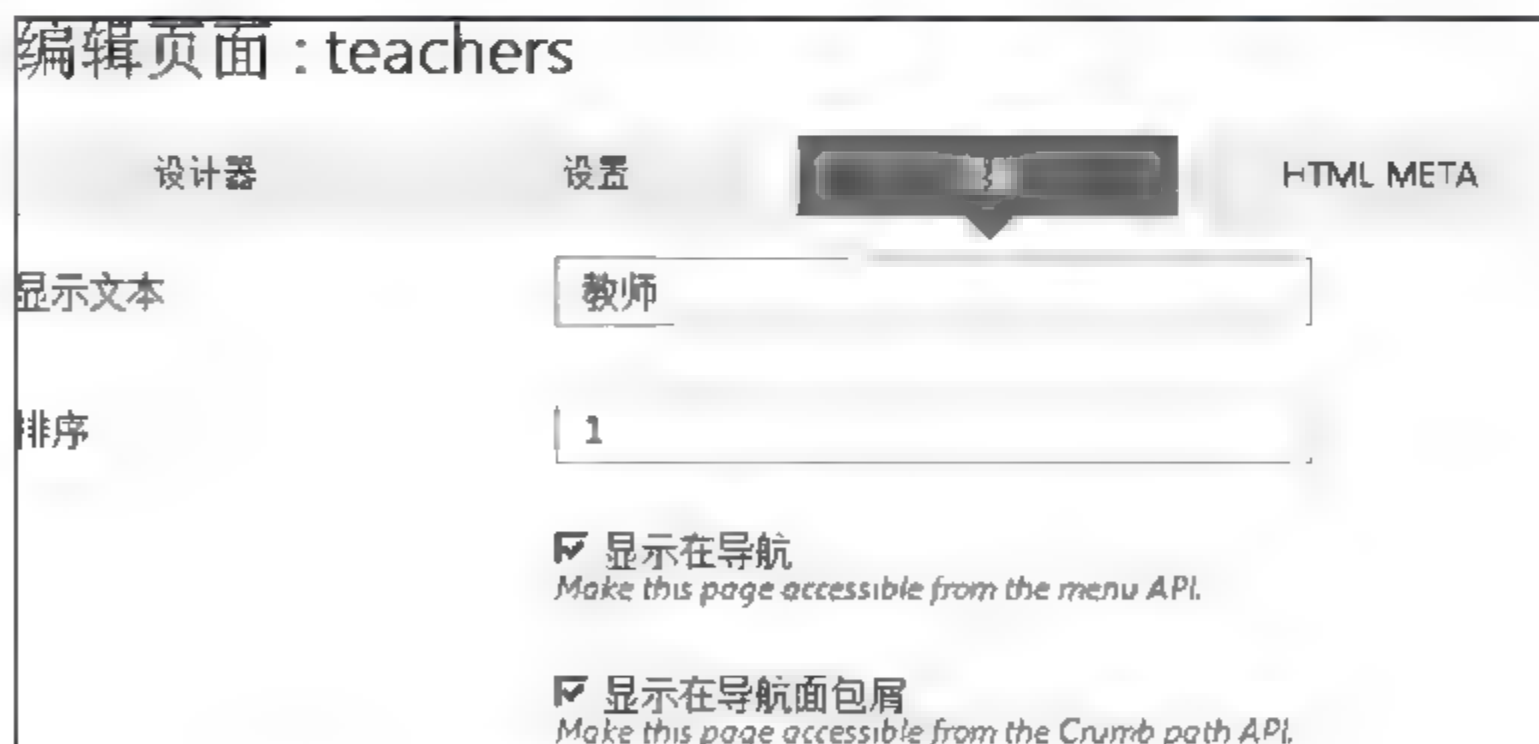 编辑页面 : teachers
设计器 设置 HTML META
显示文本 教师
排序 1
显示在导航
Make this page accessible from the menu API.
显示在导航面包屑
Make this page accessible from the Crumb path API.